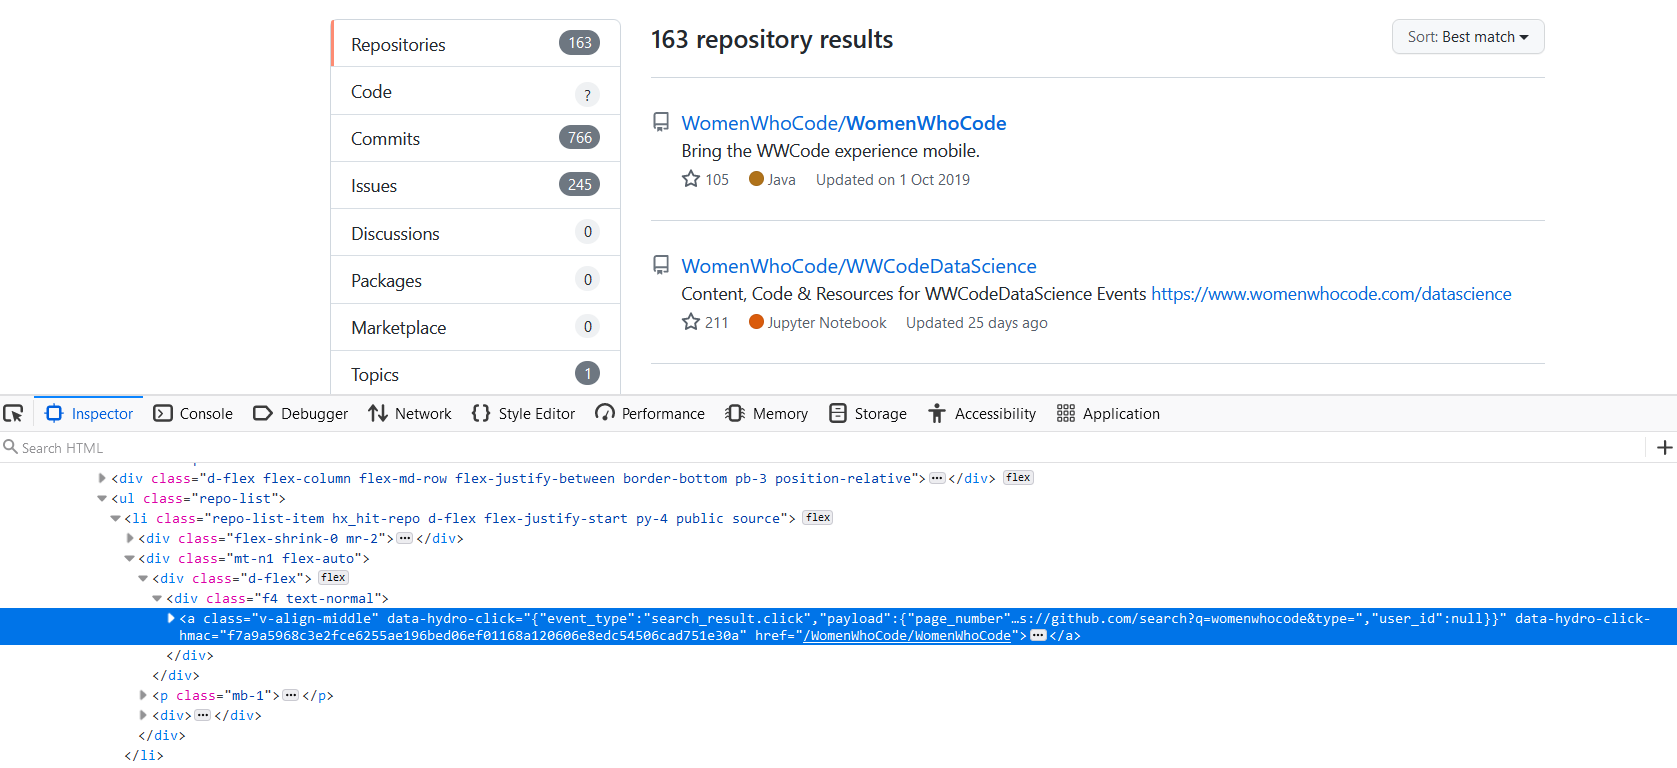 Repositories 163
Code ?
Commits 766
Issues 245
Discussions 0
Packages 0
Marketplace 0
Topics 1
163 repository results
Sort: Best match
WomenWhoCode/WomenWhoCode
Bring the WWCode experience mobile.
105 Java Updated on 1 Oct 2019
WomenWhoCode/WWCodeDataScience
Content, Code & Resources for WWCodeDataScience Events https://www.womenwhocode.com/datascience
211 Jupyter Notebook Updated 25 days ago
Inspector Console Debugger Network Style Editor Performance Memory Storage Accessibility Application
Search HTML
<div class="d-flex flex-column flex-md-row flex-justify-between border-bottom pb-3 position-relative">…</div> flex
<ul class="repo-list">
<li class="repo-list-item hx_hit-repo d-flex flex-justify-start py-4 public source"> flex
<div class="flex-shrink-0 mr-2">…</div>
<div class="mt-n1 flex-auto">
<div class="d-flex"> flex
<div class="f4 text-normal">
<a class="v-align-middle" data-hydro-click="{"event_type":"search_result.click","payload":{"page_number"…s://github.com/search?q=womenwhocode&type=","user_id":null}}" data-hydro-click-
hmac="f7a9a5968c3e2fce6255ae196bed06ef01168a120606e8edc54506cad751e30a" href="/WomenWhoCode/WomenWhoCode">…</a>
</div>
</div>
<p class="mb-1">…</p>
<div>…</div>
</div>
</li>